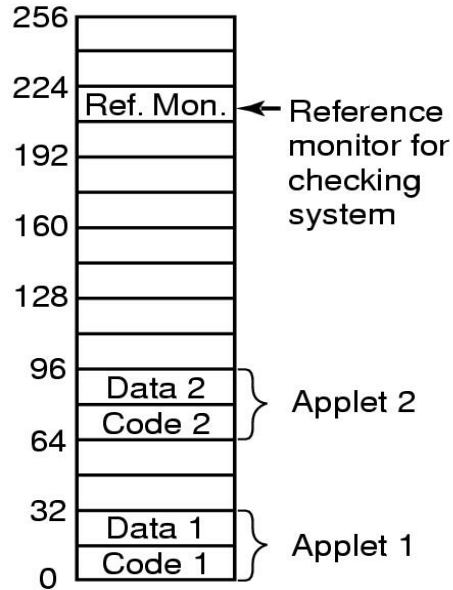 256
224
Ref. Mon.
Reference
monitor for
checking
system
192
160
128
96
Data 2
Code 2
Applet 2
64
32
Data 1
Code 1
Applet 1
0